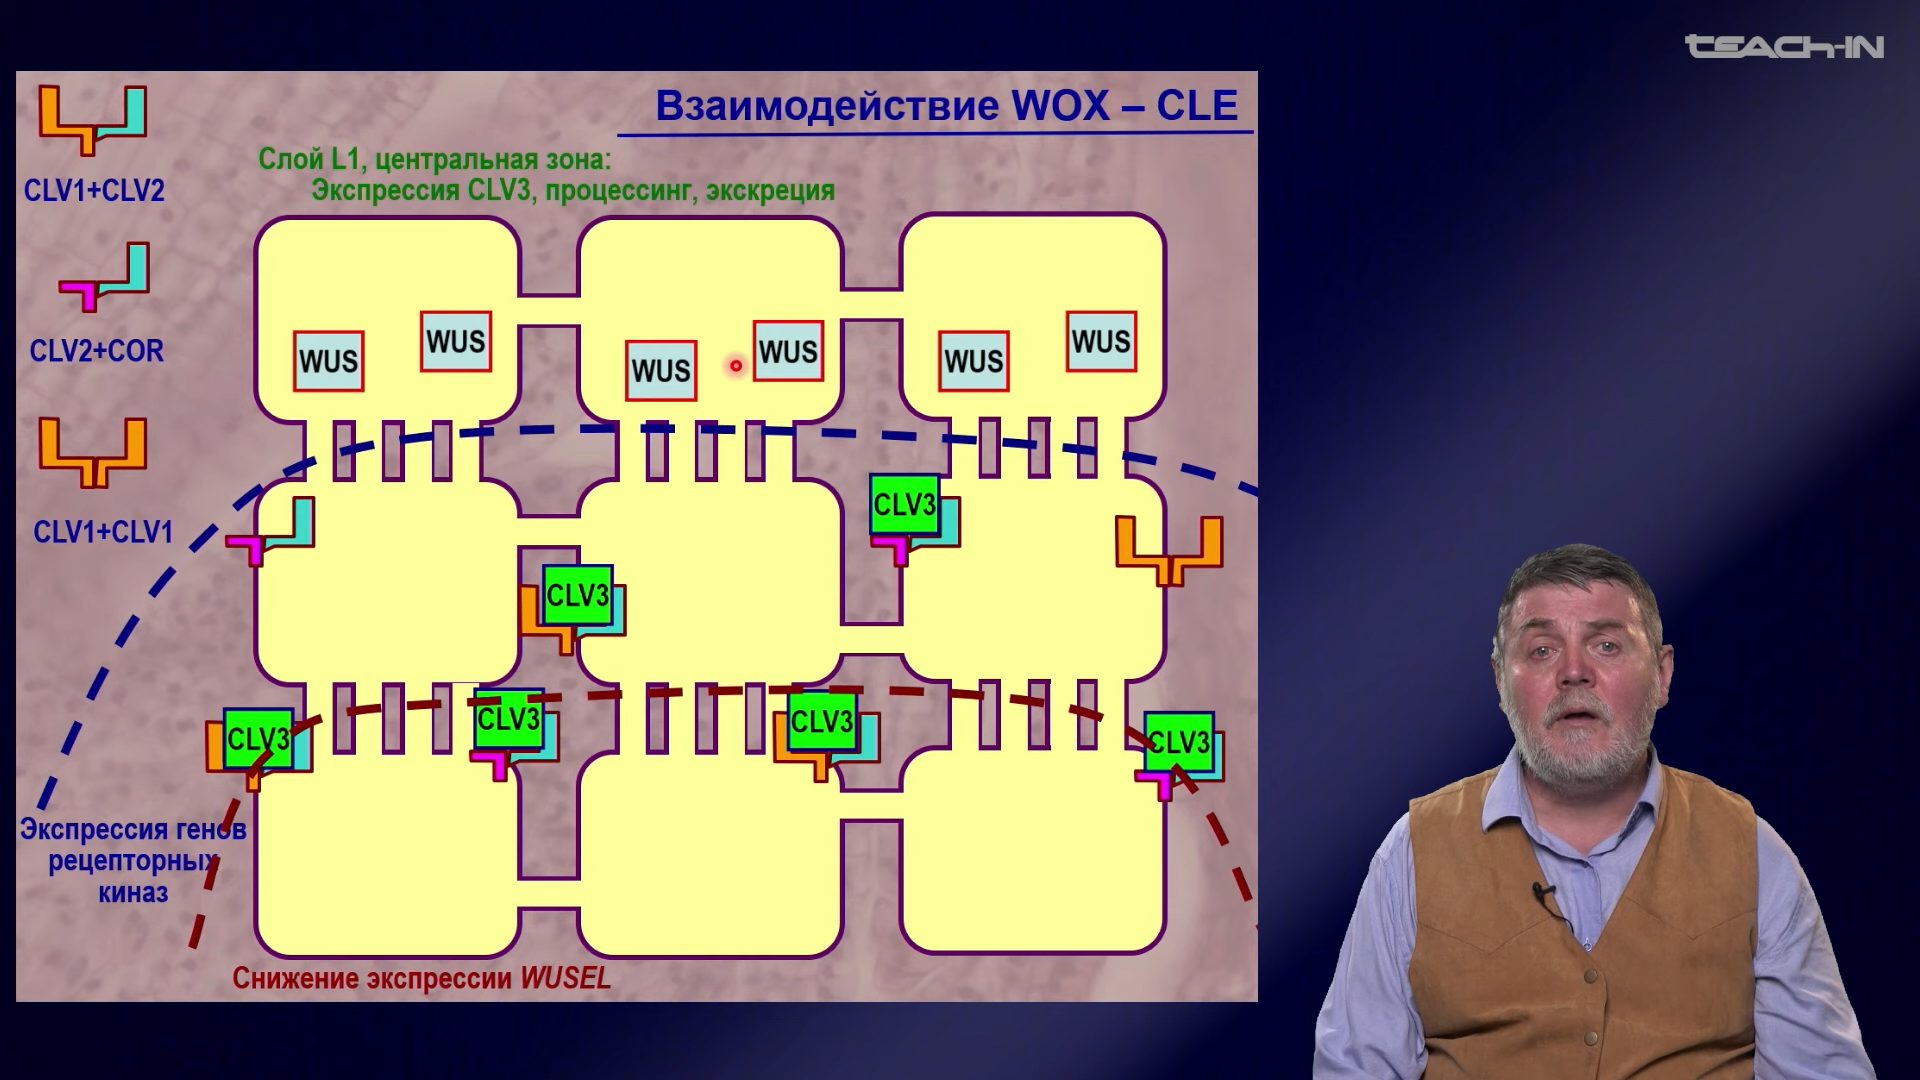 TEACH-IN
Взаимодействие WOX – CLE
Слой L1, центральная зона:
Экспрессия CLV3, процессинг, экскреция
CLV1+CLV2
CLV2+COR
CLV1+CLV1
WUS
WUS
WUS
WUS
WUS
WUS
CLV3
CLV3
CLV3
CLV3
CLV3
CLV3
Экспрессия генов
рецепторных
киназ
Снижение экспрессии WUSEL